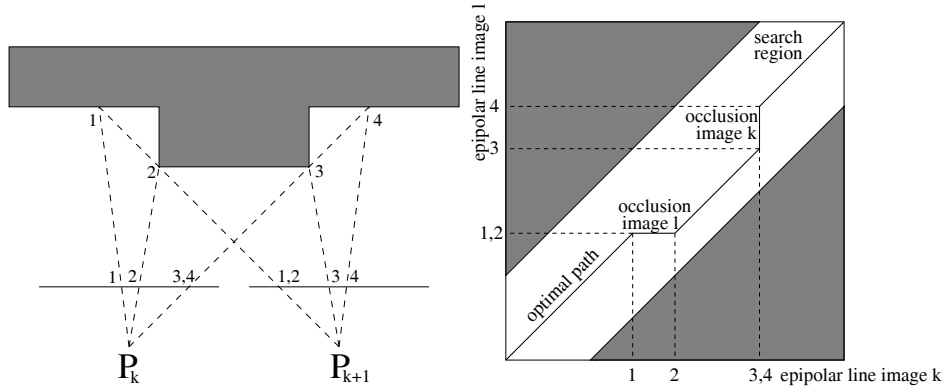 1
4
2
3
1 2 3,4
1,2 3 4
P_k
P_k+1
epipolar line image l
search
region
4
occlusion
image k
3
occlusion
image l
1,2
optimal path
1 2 3,4 epipolar line image k